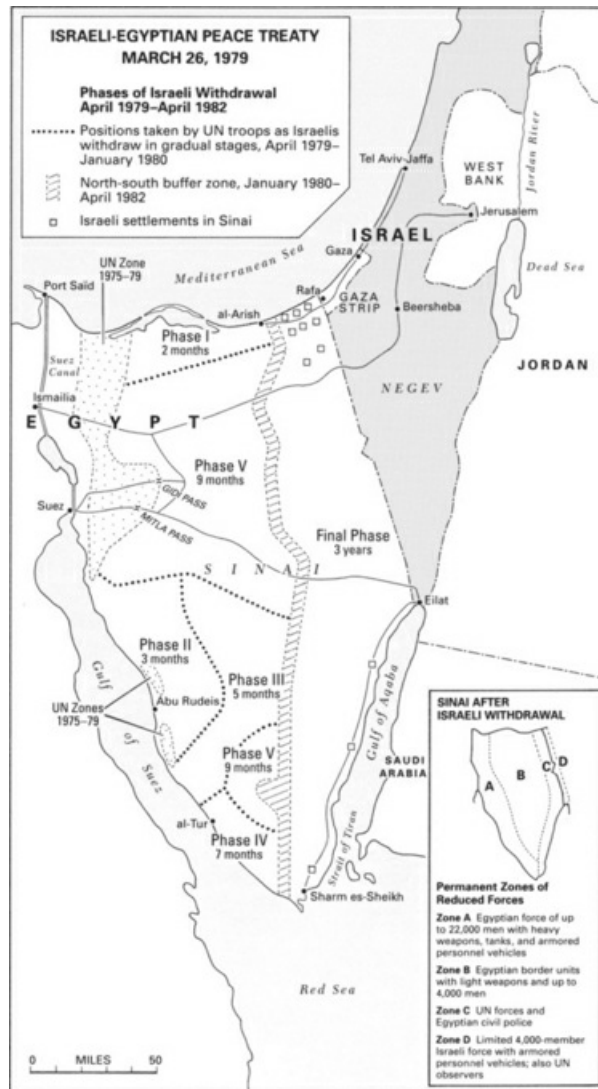 ISRAELI-EGYPTIAN PEACE TREATY
MARCH 26, 1979
Phases of Israeli Withdrawal
April 1979–April 1982
Positions taken by UN troops as Israelis
withdraw in gradual stages, April 1979–
January 1980
North-south buffer zone, January 1980–
April 1982
Israeli settlements in Sinai
Tel Aviv-Jaffa
WEST
BANK
Jordan River
Jerusalem
ISRAEL
Mediterranean Sea
Gaza
Dead Sea
UN Zone
1975–79
Port Saïd
Rafa
GAZA
STRIP
Beersheba
al-Arish
Phase I
2 months
Suez
Canal
JORDAN
NEGEV
Ismailia
EGYPT
Phase V
9 months
GIDI PASS
Suez
MITLA PASS
Final Phase
3 years
SINAI
Eilat
Phase II
3 months
Gulf
of Suez
Phase III
5 months
UN Zones
1975–79
Abu Rudeis
Gulf of Aqaba
SAUDI
ARABIA
Phase V
9 months
al-Tur
Phase IV
7 months
Strait of Tiran
Sharm es-Sheikh
Red Sea
0 MILES 50
SINAI AFTER
ISRAELI WITHDRAWAL
A
B
C
D
Permanent Zones of
Reduced Forces
Zone A Egyptian force of up
to 22,000 men with heavy
weapons, tanks, and armored
personnel vehicles
Zone B Egyptian border units
with light weapons and up to
4,000 men
Zone C UN forces and
Egyptian civil police
Zone D Limited 4,000-member
Israeli force with armored
personnel vehicles; also UN
observers